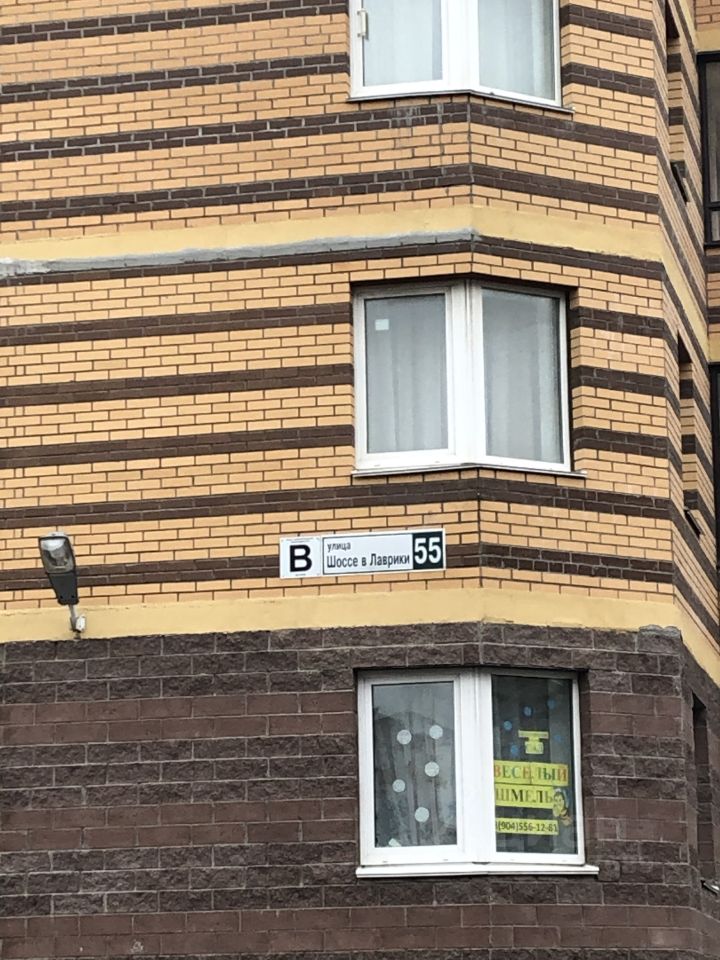 В
улица
Шоссе в Лаврики
55
ВЕСЕЛЫЙ
ШМЕЛЬ
(904)556-12-81